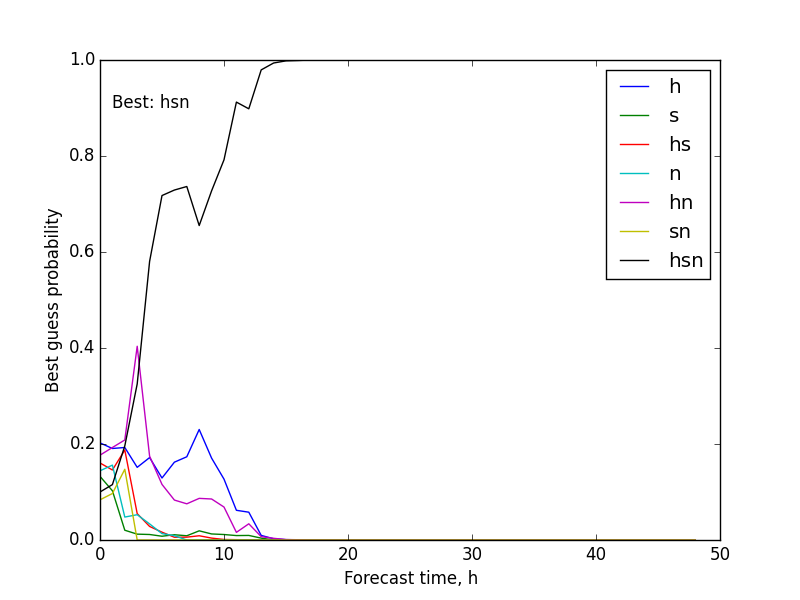 1.0
0.8
0.6
0.4
0.2
0.0
Best guess probability
Best: hsn
h
s
hs
n
hn
sn
hsn
0 10 20 30 40 50
Forecast time, h